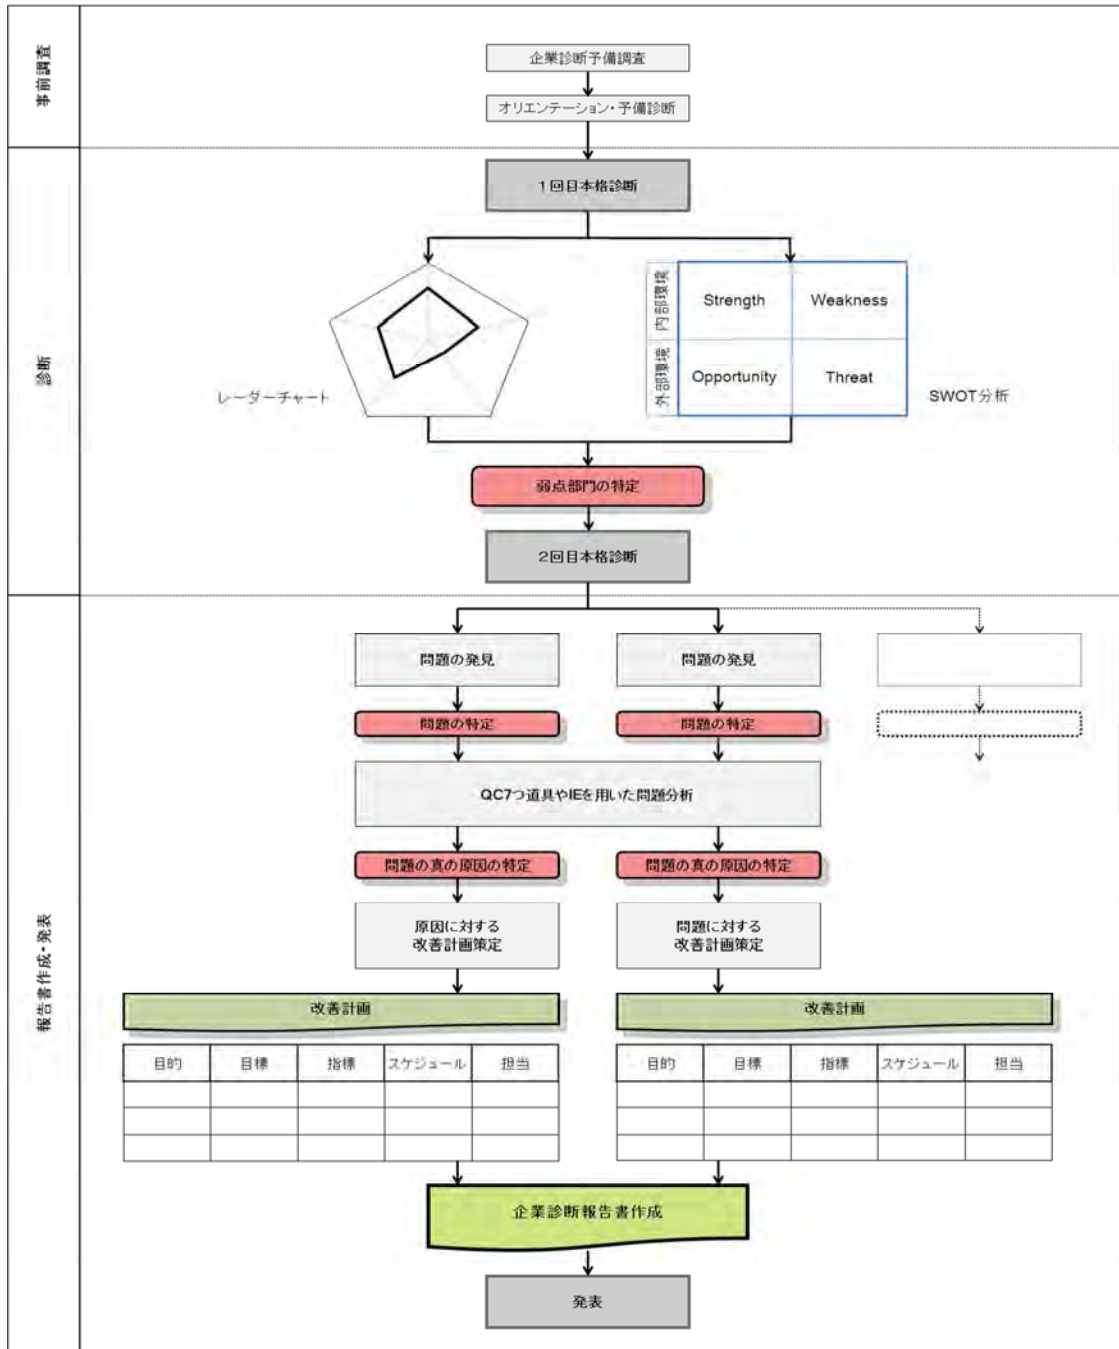 事前調査
企業診断予備調査
オリエンテーション・予備診断
診断
1回目本格診断
レーダーチャート
内部環境
Strength
Weakness
外部環境
Opportunity
Threat
SWOT分析
弱点部門の特定
2回目本格診断
報告書作成・発表
問題の発見
問題の発見
問題の特定
問題の特定
QC7つ道具やIEを用いた問題分析
問題の真の原因の特定
問題の真の原因の特定
原因に対する
改善計画策定
問題に対する
改善計画策定
改善計画
改善計画
目的 目標 指標 スケジュール 担当
目的 目標 指標 スケジュール 担当
企業診断報告書作成
発表